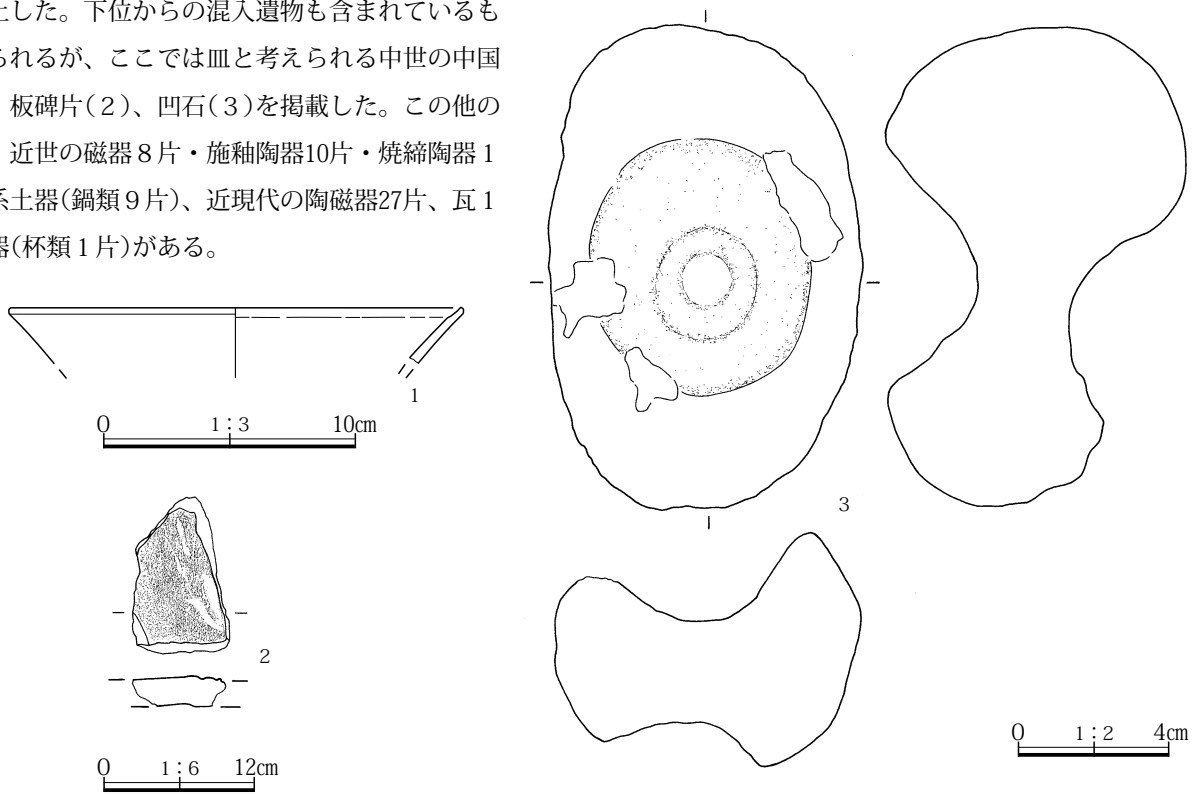 した。下位からの混入遺物も含まれているも
られるが、ここでは皿と考えられる中世の中国
板碑片(２)、凹石(３)を掲載した。この他の
近世の磁器８片・施釉陶器10片・焼締陶器１
系土器(鍋類９片)、近現代の陶磁器27片、瓦１
器(杯類１片)がある。
1
0 1：3 10cm
2
0 1：6 12cm
3
0 1：2 4cm